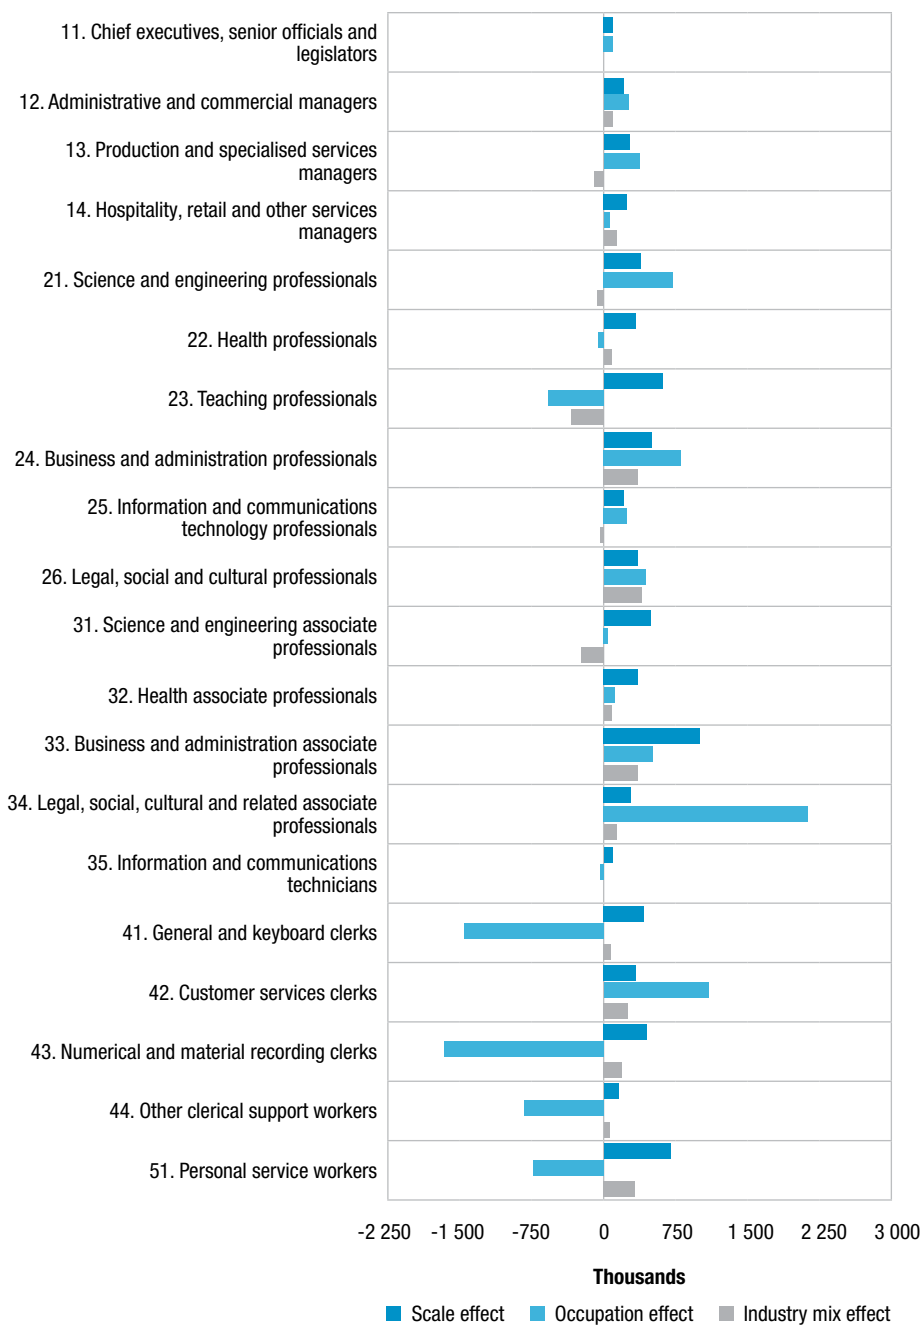 11. Chief executives, senior officials and
legislators
12. Administrative and commercial managers
13. Production and specialised services
managers
14. Hospitality, retail and other services
managers
21. Science and engineering professionals
22. Health professionals
23. Teaching professionals
24. Business and administration professionals
25. Information and communications
technology professionals
26. Legal, social and cultural professionals
31. Science and engineering associate
professionals
32. Health associate professionals
33. Business and administration associate
professionals
34. Legal, social, cultural and related associate
professionals
35. Information and communications
technicians
41. General and keyboard clerks
42. Customer services clerks
43. Numerical and material recording clerks
44. Other clerical support workers
51. Personal service workers
-2 250 -1 500 -750 0 750 1 500 2 250 3 000
Thousands
Scale effect Occupation effect Industry mix effect